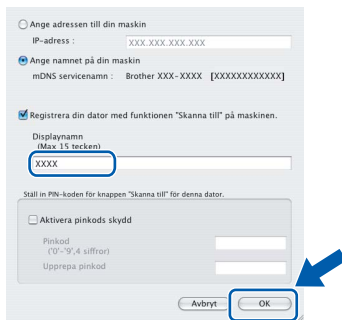 Ange adressen till din maskin
IP-adress : XXX.XXX.XXX.XXX
Ange namnet på din maskin
mDNS servicenamn : Brother XXX-XXXX [XXXXXXXXXXXX]
Registrera din dator med funktionen "Skanna till" på maskinen.
Displaynamn
(Max 15 tecken)
XXXX
Ställ in PIN-koden för knappen "Skanna till" för denna dator.
Aktivera pinkods skydd
Pinkod
('0'-'9',4 siffror)
Upprepa pinkod
Avbryt OK